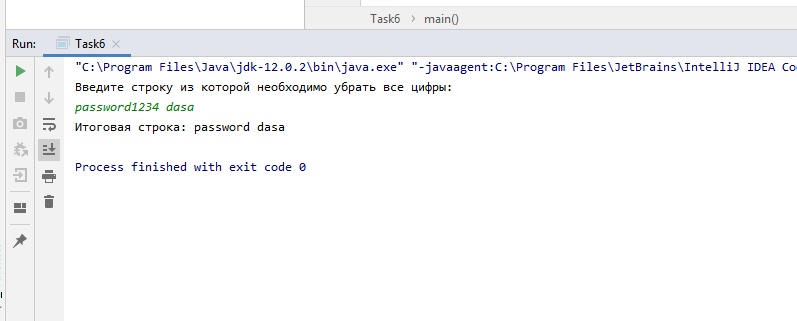 Task6 > main()
Run: Task6 ×
"C:\Program Files\Java\jdk-12.0.2\bin\java.exe" "-javaagent:C:\Program Files\JetBrains\IntelliJ IDEA Co
Введите строку из которой необходимо убрать все цифры:
password1234 dasa
Итоговая строка: password dasa
Process finished with exit code 0